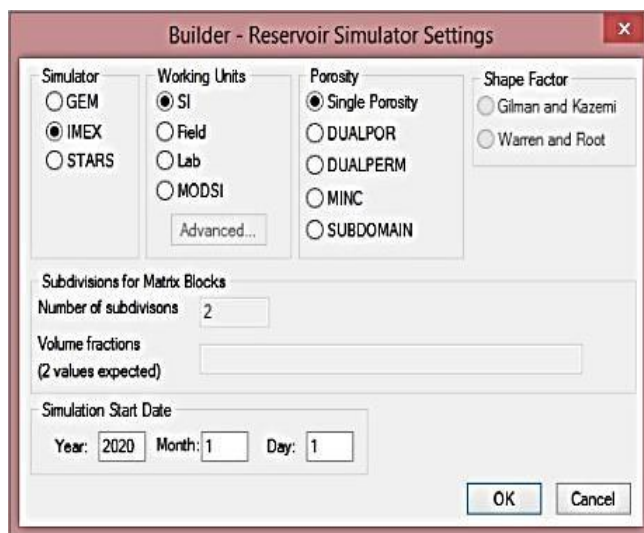 Builder - Reservoir Simulator Settings
x
Simulator
GEM
IMEX
STARS
Working Units
SI
Field
Lab
MODSI
Advanced...
Porosity
Single Porosity
DUALPOR
DUALPERM
MINC
SUBDOMAIN
Shape Factor
Gilman and Kazemi
Warren and Root
Subdivisions for Matrix Blocks
Number of subdivisons 2
Volume fractions
(2 values expected)
Simulation Start Date
Year: 2020 Month: 1 Day: 1
OK Cancel